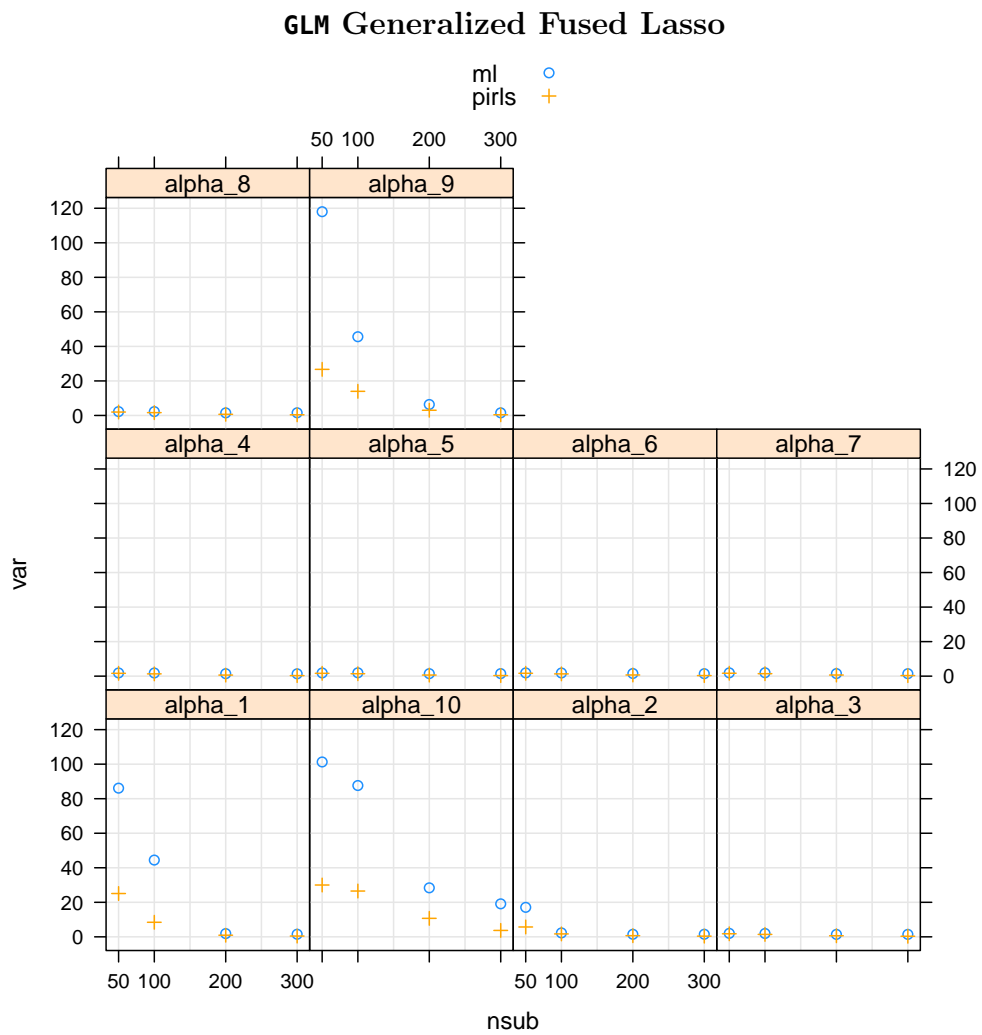 GLM Generalized Fused Lasso
ml
pirls
50 100 200 300
alpha_8 alpha_9
120
100
80
60
40
20
0
alpha_4 alpha_5 alpha_6 alpha_7
120
100
80
60
40
20
0
var
alpha_1 alpha_10 alpha_2 alpha_3
120
100
80
60
40
20
0
50 100 200 300 50 100 200 300
nsub